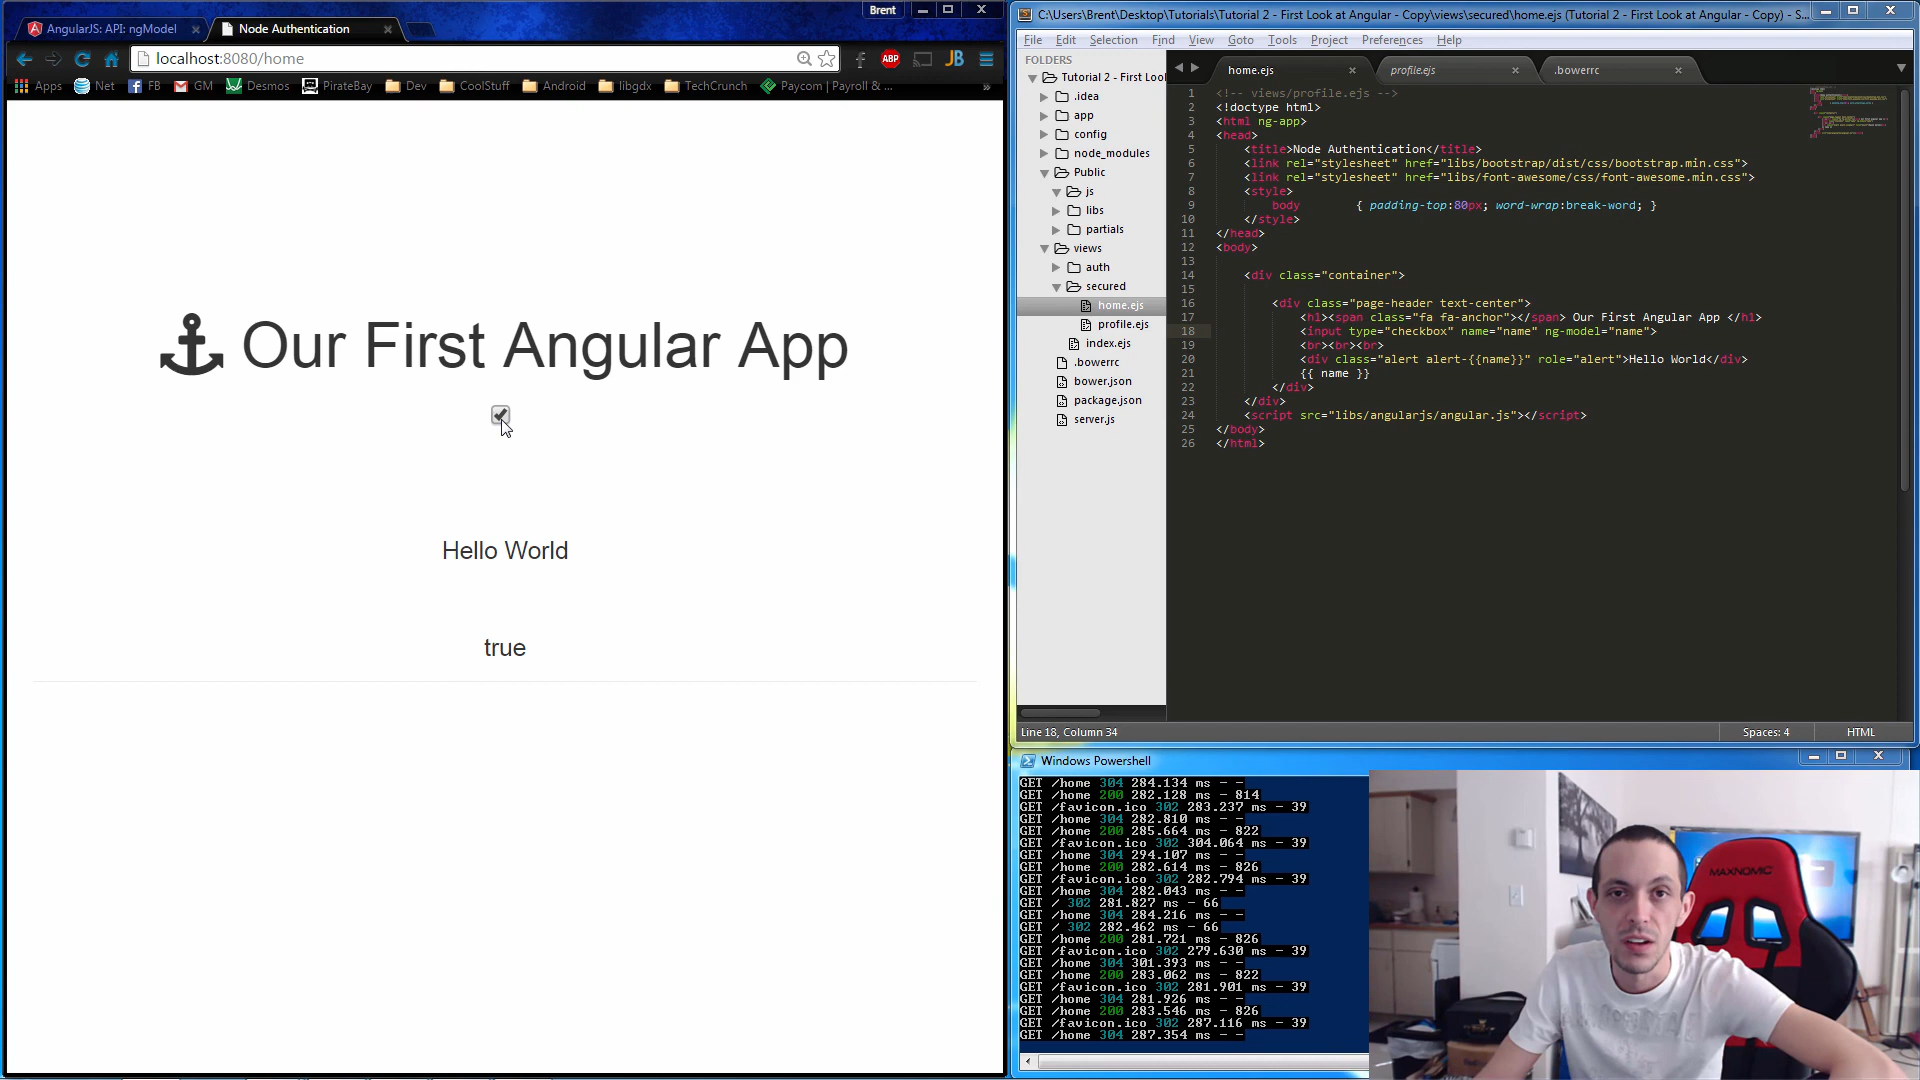 AngularJS: API: ngModel
Node Authentication
Brent
localhost:8080/home
ABP
JB
Apps
Net
FB
GM
Desmos
PirateBay
Dev
CoolStuff
Android
libgdx
TechCrunch
Paycom | Payroll & ...
»
Our First Angular App
Hello World
true
C:\Users\Brent\Desktop\Tutorials\Tutorial 2 - First Look at Angular - Copy\views\secured\home.ejs (Tutorial 2 - First Look at Angular - Copy) - S...
File Edit Selection Find View Goto Tools Project Preferences Help
FOLDERS
Tutorial 2 - First Lool
.idea
app
config
node_modules
Public
js
libs
partials
views
auth
secured
home.ejs
profile.ejs
index.ejs
.bowerrc
bower.json
package.json
server.js
home.ejs
profile.ejs
.bowerrc
1 <!-- views/profile.ejs -->
2 <!doctype html>
3 <html ng-app>
4 <head>
5 <title>Node Authentication</title>
6 <link rel="stylesheet" href="libs/bootstrap/dist/css/bootstrap.min.css">
7 <link rel="stylesheet" href="libs/font-awesome/css/font-awesome.min.css">
8 <style>
9 body { padding-top:80px; word-wrap:break-word; }
10 </style>
11 </head>
12 <body>
13
14 <div class="container">
15
16 <div class="page-header text-center">
17 <h1><span class="fa fa-anchor"></span> Our First Angular App </h1>
18 <input type="checkbox" name="name" ng-model="name">
19 <br><br><br>
20 <div class="alert alert-{{name}}" role="alert">Hello World</div>
21 {{ name }}
22 </div>
23 </div>
24 <script src="libs/angularjs/angular.js"></script>
25 </body>
26 </html>
Line 18, Column 34
Spaces: 4
HTML
Windows Powershell
GET /home 304 284.134 ms - -
GET /home 200 282.128 ms - 814
GET /favicon.ico 302 283.237 ms - 39
GET /home 304 282.810 ms - -
GET /home 200 285.664 ms - 822
GET /favicon.ico 302 304.064 ms - 39
GET /home 304 294.107 ms - -
GET /home 200 282.614 ms - 826
GET /favicon.ico 302 282.794 ms - 39
GET /home 304 282.043 ms - -
GET / 302 281.827 ms - 66
GET /home 304 284.216 ms - -
GET / 302 282.462 ms - 66
GET /home 200 281.721 ms - 826
GET /favicon.ico 302 279.630 ms - 39
GET /home 304 301.393 ms - -
GET /home 200 283.062 ms - 822
GET /favicon.ico 302 281.901 ms - 39
GET /home 304 281.926 ms - -
GET /home 200 283.546 ms - 826
GET /favicon.ico 302 287.116 ms - 39
GET /home 304 287.354 ms - -
MAXNOMIC